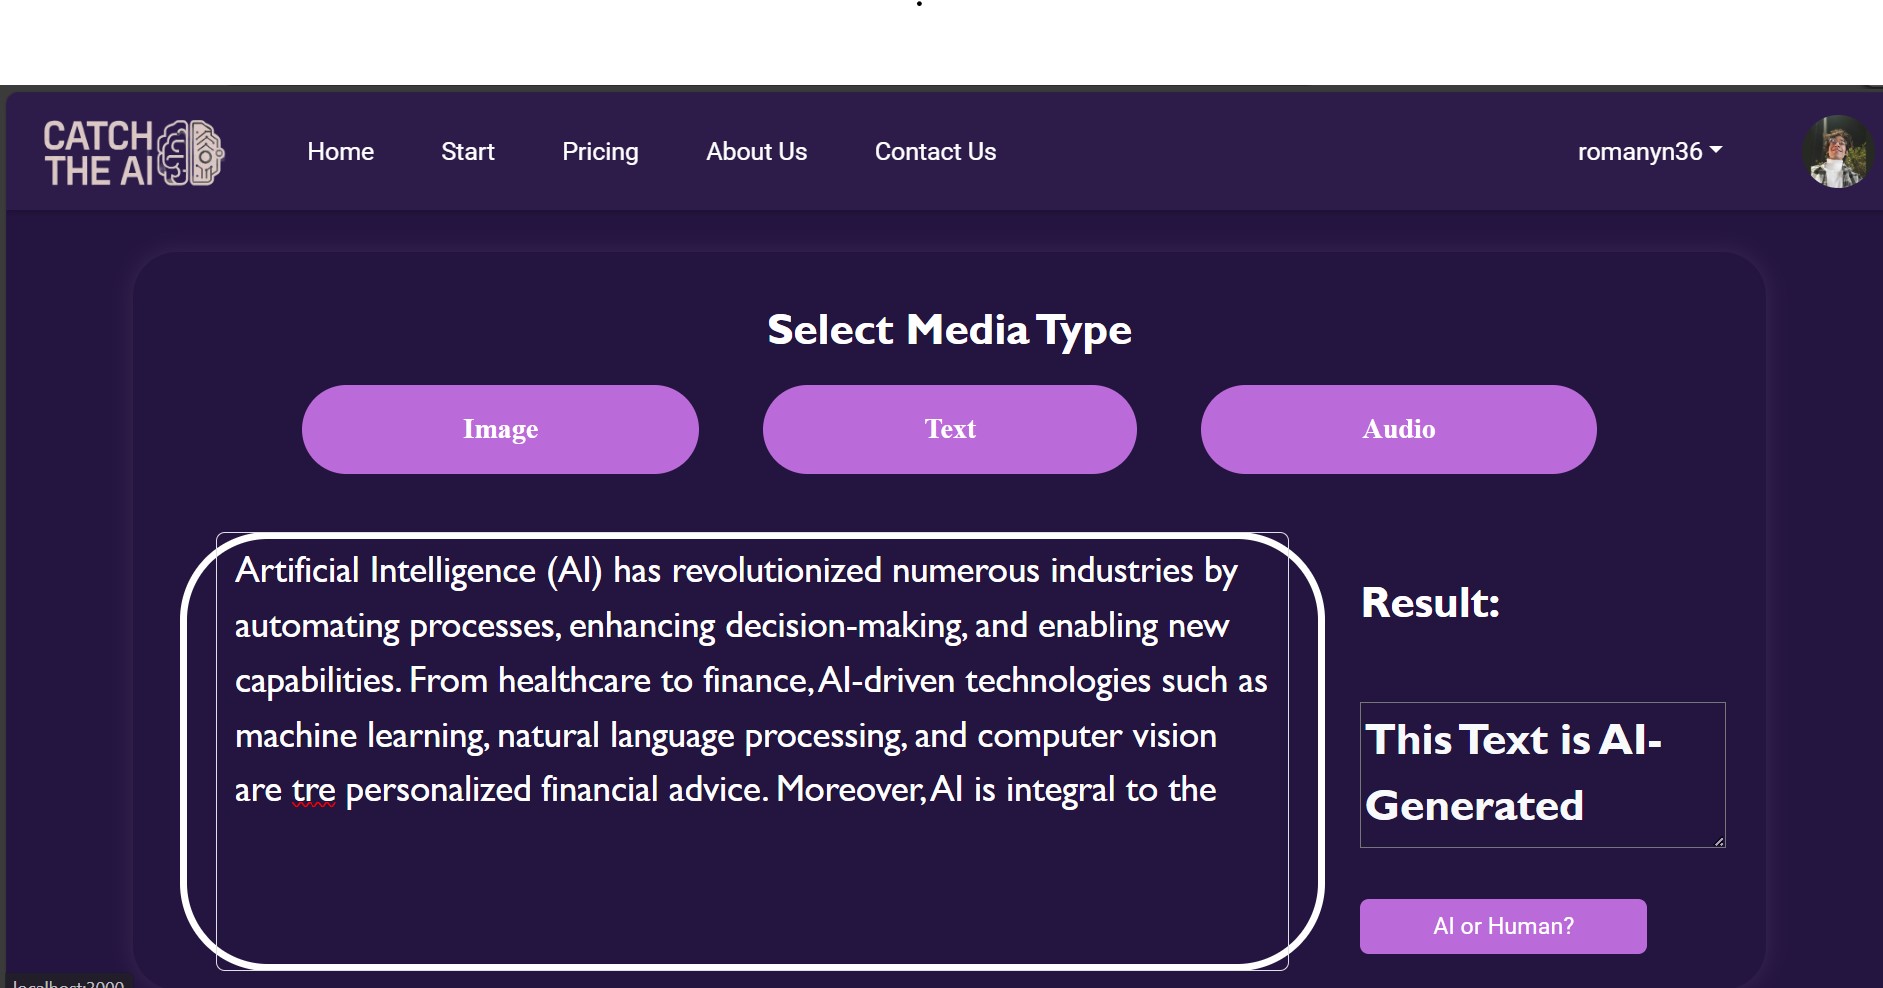 CATCH
THE AI
Home Start Pricing About Us Contact Us romanyn36
Select Media Type
Image Text Audio
Artificial Intelligence (AI) has revolutionized numerous industries by
automating processes, enhancing decision-making, and enabling new
capabilities. From healthcare to finance, AI-driven technologies such as
machine learning, natural language processing, and computer vision
are tre personalized financial advice. Moreover, AI is integral to the
Result:
This Text is AI-
Generated
AI or Human?
localhost:3000